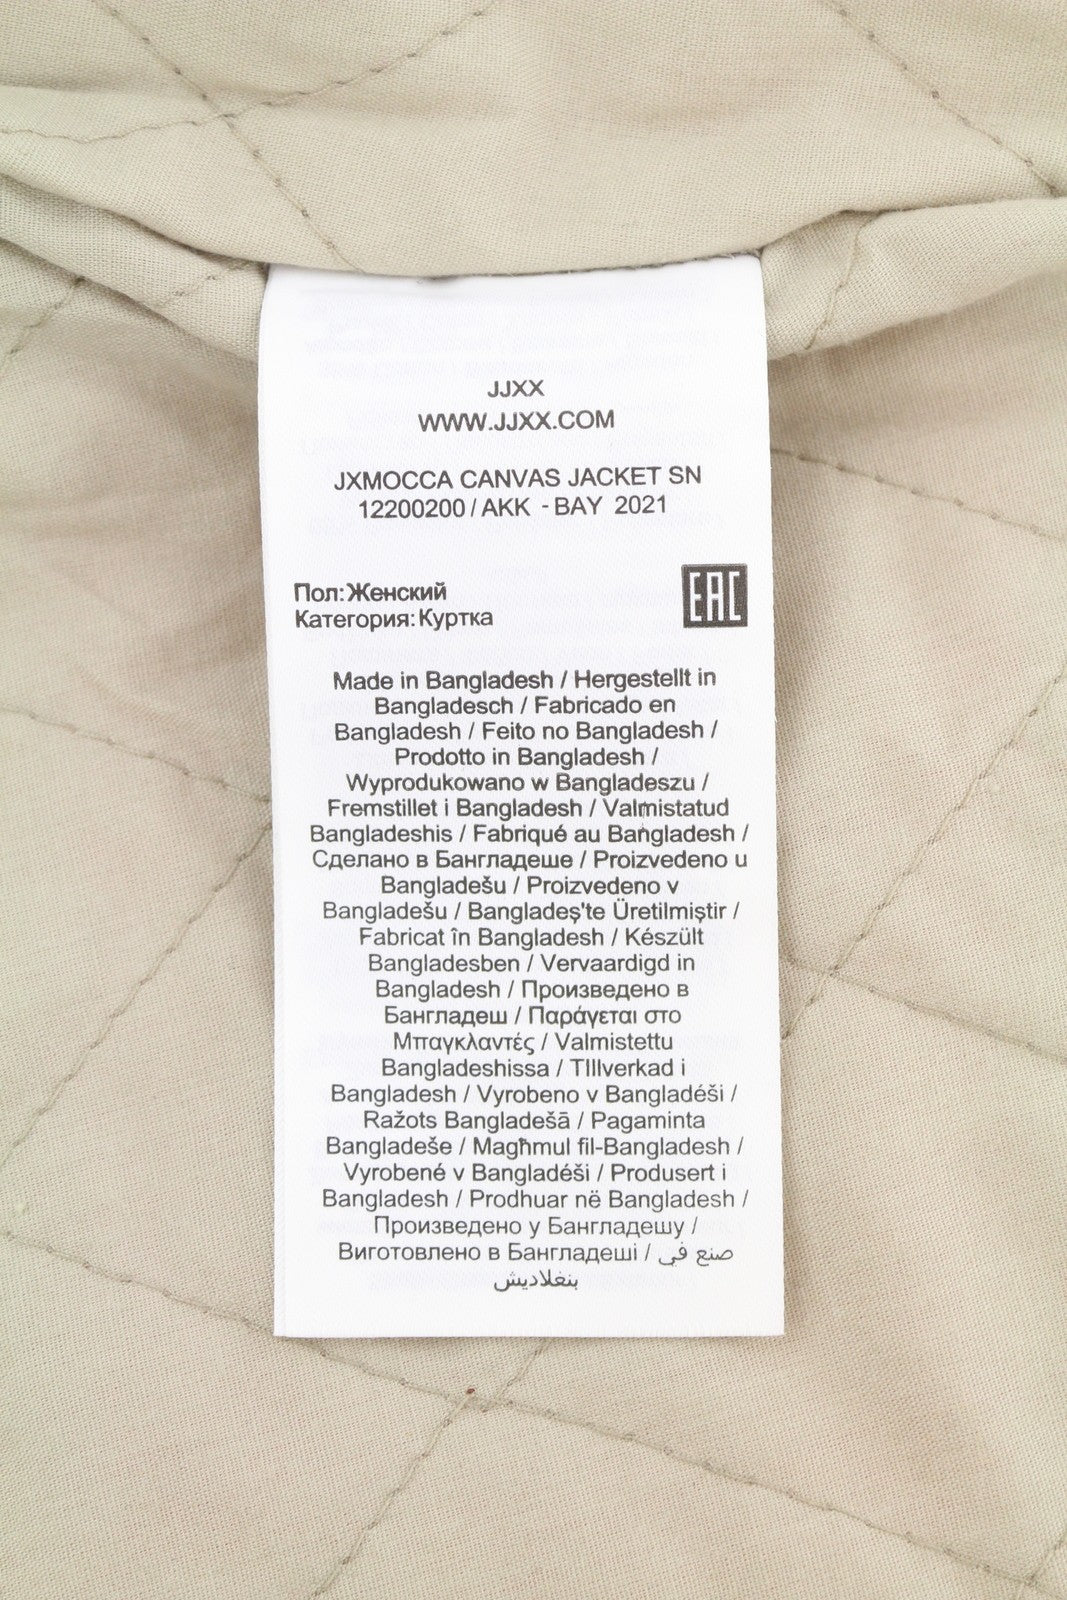 JJXX
WWW.JJXX.COM
JXMOCCA CANVAS JACKET SN
12200200 / AKK - BAY 2021
Пол: Женский
Категория: Куртка
EAC
Made in Bangladesh / Hergestellt in
Bangladesch / Fabricado en
Bangladesh / Feito no Bangladesh /
Prodotto in Bangladesh /
Wyprodukowano w Bangladeszu /
Fremstillet i Bangladesh / Valmistatud
Bangladeshis / Fabriqué au Bangladesh /
Сделано в Бангладеше / Proizvedeno u
Bangladešu / Proizvedeno v
Bangladešu / Bangladeş'te Üretilmiştir /
Fabricat în Bangladesh / Készült
Bangladesben / Vervaardigd in
Bangladesh / Произведено в
Бангладеш / Παράγεται στο
Μπαγκλαντές / Valmistettu
Bangladeshissa / TIllverkad i
Bangladesh / Vyrobeno v Bangladéši /
Ražots Bangladešā / Pagaminta
Bangladeše / Magħmul fil-Bangladesh /
Vyrobené v Bangladéši / Produsert i
Bangladesh / Prodhuar në Bangladesh /
Произведено у Бангладешу /
Виготовлено в Бангладеші / صنع في
بنغلاديش